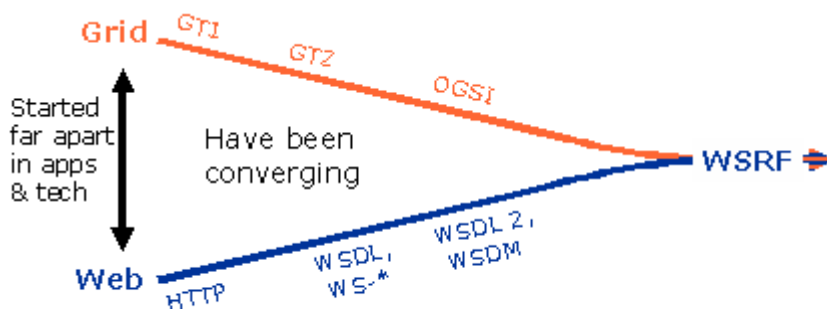 Grid
GT1
GT2
OGSI
Started
far apart
in apps
& tech
Have been
converging
WSRF
Web
HTTP
WSDL,
WS-*
WSDL 2,
WSDM